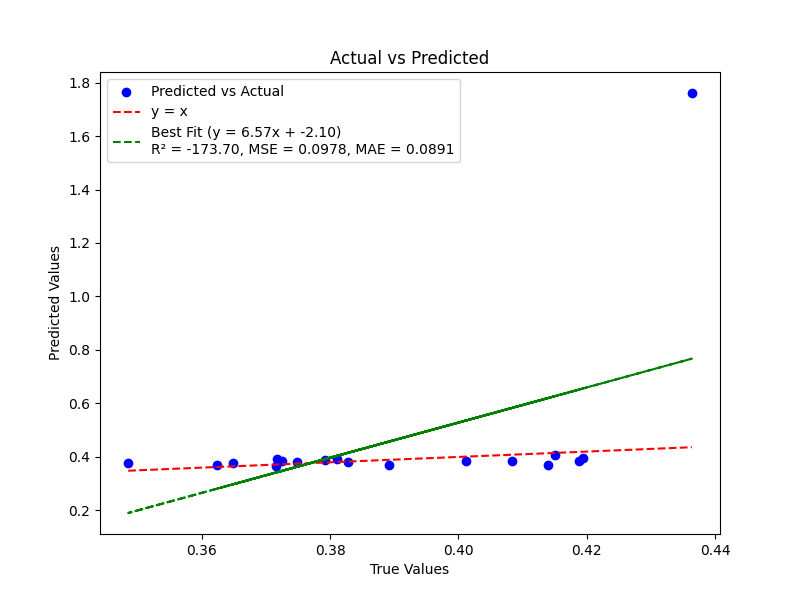 Actual vs Predicted
Predicted vs Actual
y = x
Best Fit (y = 6.57x + -2.10)
R² = -173.70, MSE = 0.0978, MAE = 0.0891
Predicted Values
1.8
1.6
1.4
1.2
1.0
0.8
0.6
0.4
0.2
0.36
0.38
0.40
0.42
0.44
True Values